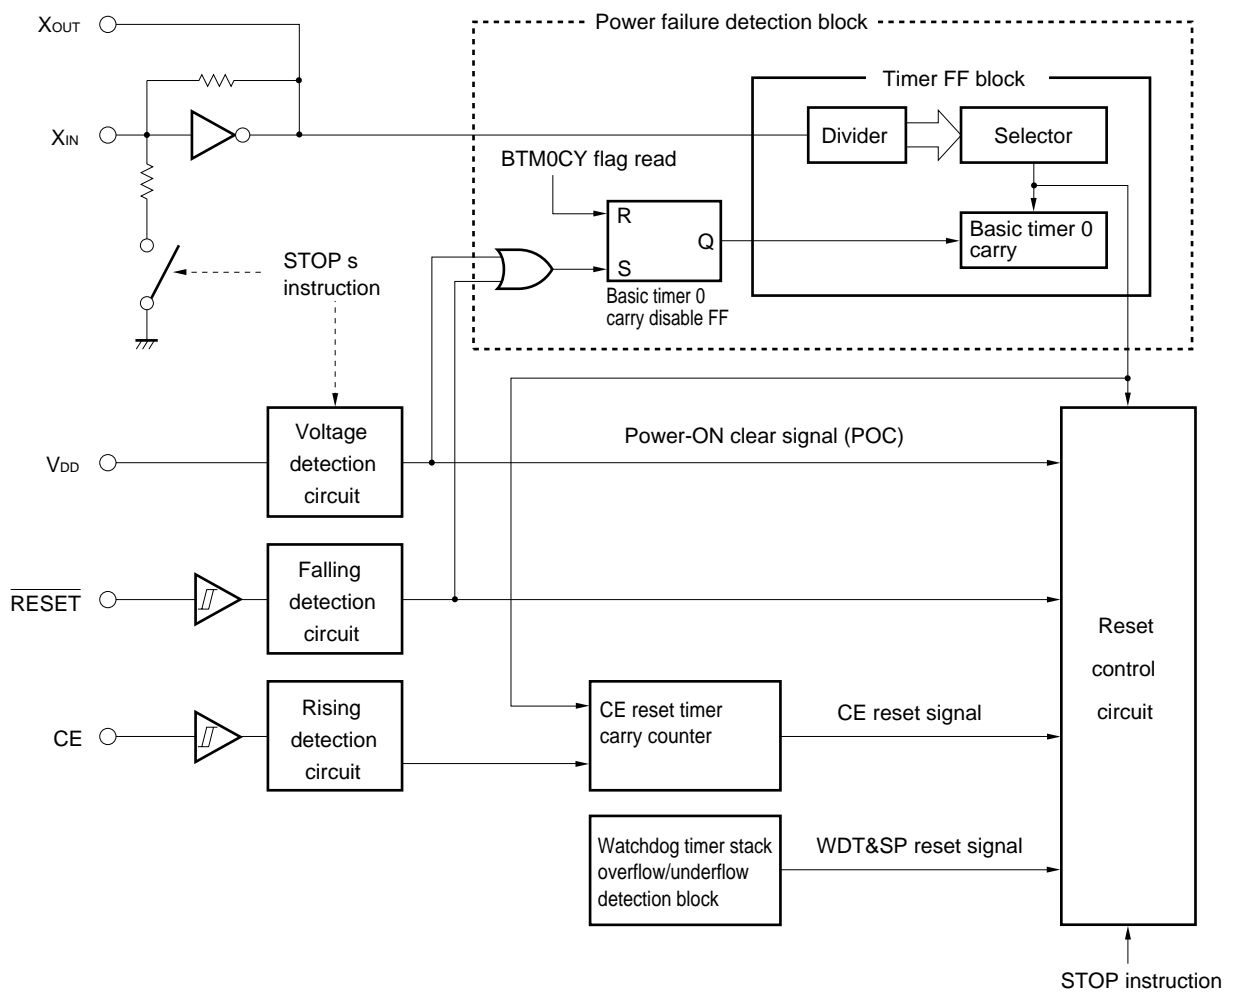 XOUT
Power failure detection block
Timer FF block
XIN
Divider
Selector
BTM0CY flag read
R
Q
S
Basic timer 0
carry
STOP s
instruction
Basic timer 0
carry disable FF
Voltage
detection
circuit
VDD
Power-ON clear signal (POC)
Falling
detection
circuit
RESET
Reset
control
circuit
Rising
detection
circuit
CE
CE reset timer
carry counter
CE reset signal
Watchdog timer stack
overflow/underflow
detection block
WDT&SP reset signal
STOP instruction